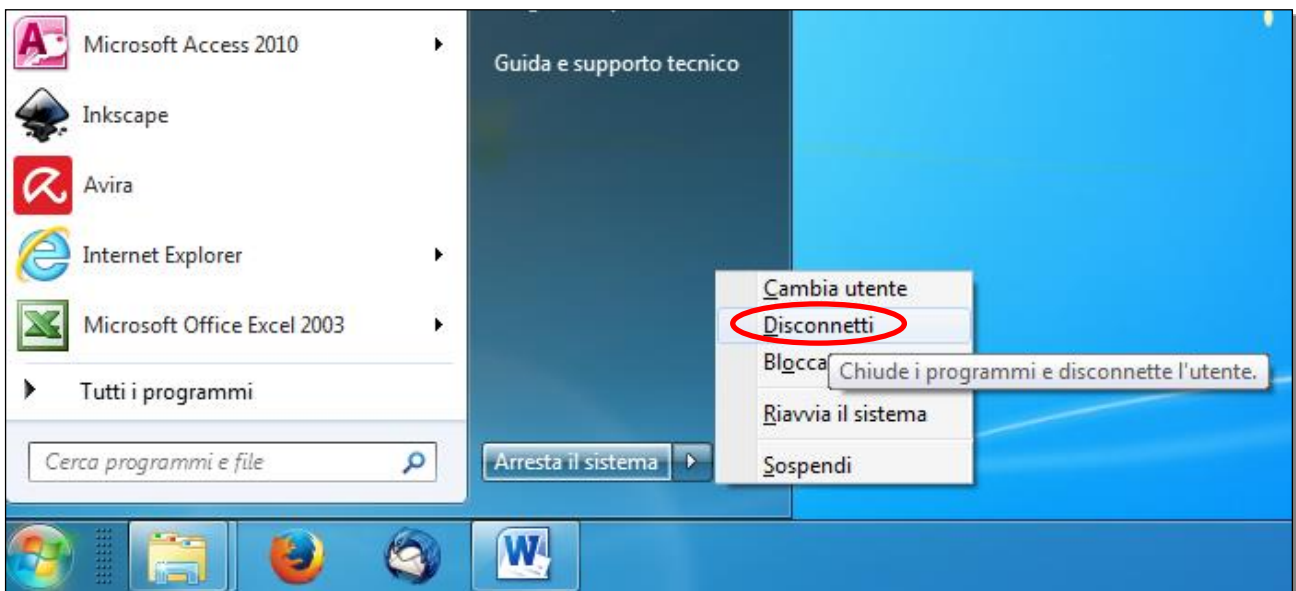 Microsoft Access 2010
Inkscape
Avira
Internet Explorer
Microsoft Office Excel 2003
Tutti i programmi
Cerca programmi e file
Guida e supporto tecnico
Arresta il sistema
Cambia utente
Disconnetti
Blocca
Chiude i programmi e disconnette l'utente.
Riavvia il sistema
Sospendi